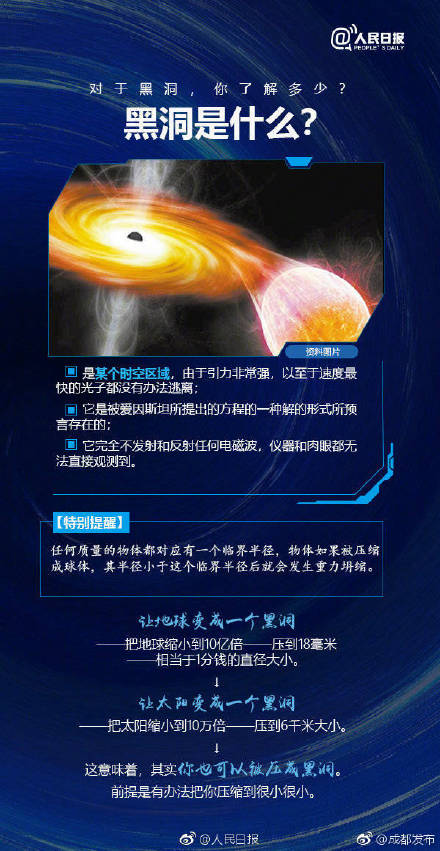 @人民日报
PEOPLE'S DAILY
对于黑洞，你了解多少？
黑洞是什么？
资料图片
是某个时空区域，由于引力非常强，以至于速度最
快的光子都没有办法逃离；
它是被爱因斯坦所提出的方程的一种解的形式所预
言存在的；
它完全不发射和反射任何电磁波，仪器和肉眼都无
法直接观测到。
【特别提醒】
任何质量的物体都对应有一个临界半径，物体如果被压缩
成球体，其半径小于这个临界半径后就会发生重力坍缩。
让地球变成一个黑洞
——把地球缩小到10亿倍——压到18毫米
——相当于1分钱的直径大小。
↓
让太阳变成一个黑洞
——把太阳缩小到10万倍——压到6千米大小。
↓
这意味着，其实你也可以被压成黑洞。
前提是有办法把你压缩到很小很小。
@人民日报
@成都发布